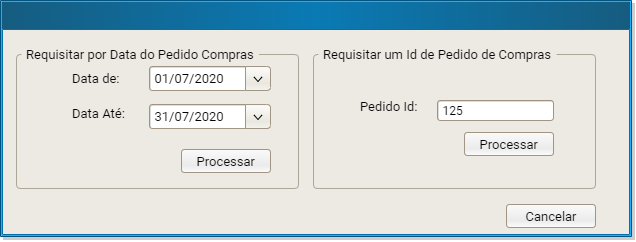 Requisitar por Data do Pedido Compras
Data de: 01/07/2020
Data Até: 31/07/2020
Processar
Requisitar um Id de Pedido de Compras
Pedido Id: 125
Processar
Cancelar